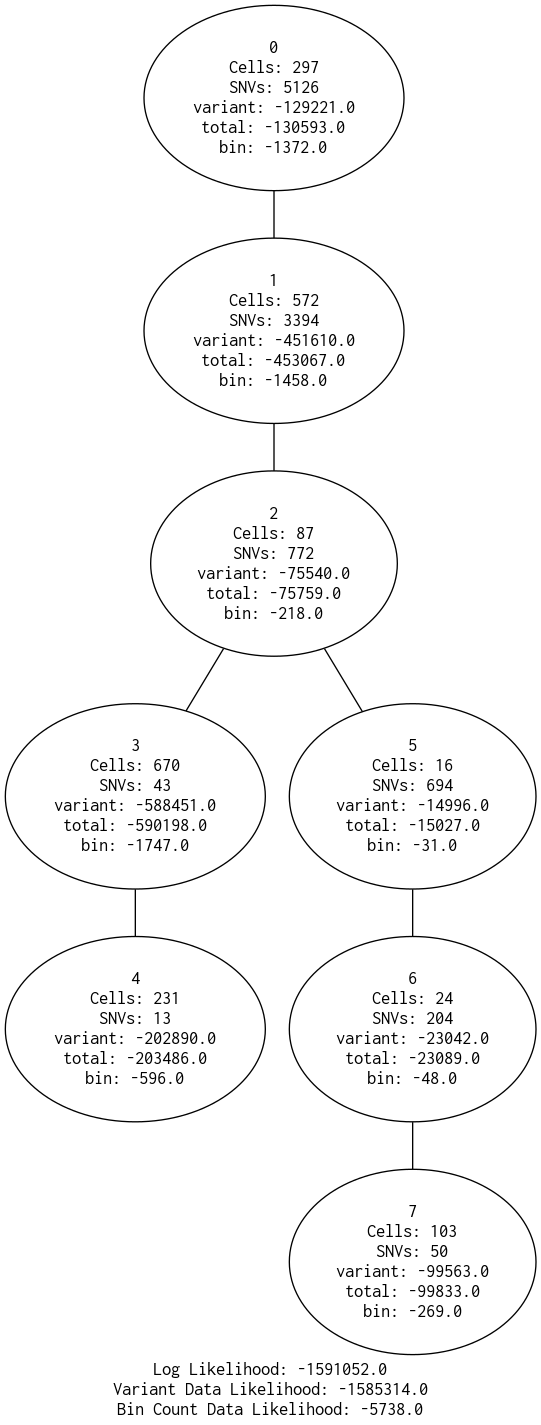 0
Cells: 297
SNVs: 5126
variant: -129221.0
total: -130593.0
bin: -1372.0
1
Cells: 572
SNVs: 3394
variant: -451610.0
total: -453067.0
bin: -1458.0
2
Cells: 87
SNVs: 772
variant: -75540.0
total: -75759.0
bin: -218.0
3
Cells: 670
SNVs: 43
variant: -588451.0
total: -590198.0
bin: -1747.0
5
Cells: 16
SNVs: 694
variant: -14996.0
total: -15027.0
bin: -31.0
4
Cells: 231
SNVs: 13
variant: -202890.0
total: -203486.0
bin: -596.0
6
Cells: 24
SNVs: 204
variant: -23042.0
total: -23089.0
bin: -48.0
7
Cells: 103
SNVs: 50
variant: -99563.0
total: -99833.0
bin: -269.0
Log Likelihood: -1591052.0
Variant Data Likelihood: -1585314.0
Bin Count Data Likelihood: -5738.0